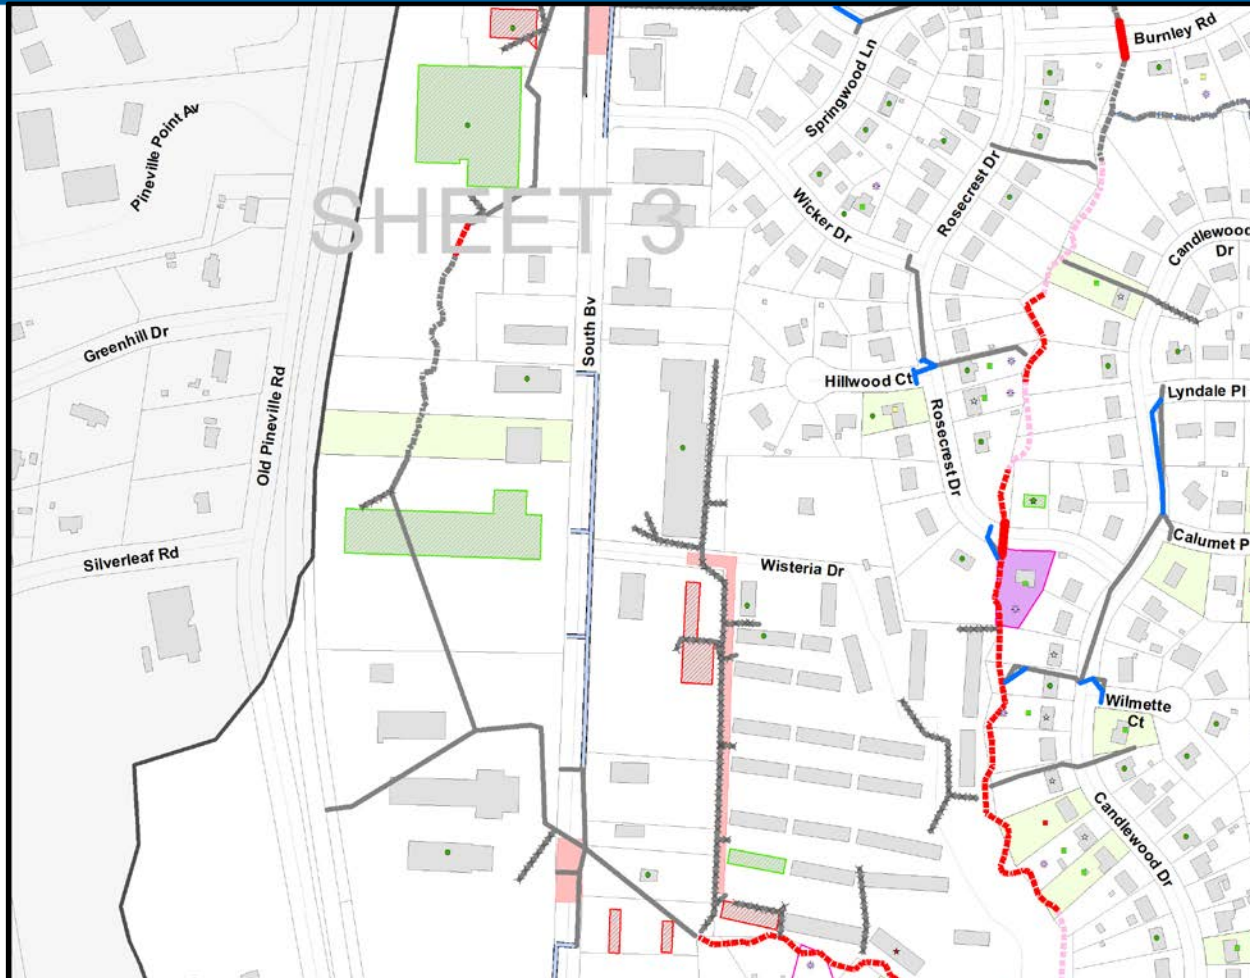 Burnley Rd
Springwood Ln
Pineville Point Av
Rosecrest Dr
SHEET 3
Wicker Dr
Candlewood
Dr
South Bv
Greenhill Dr
Hillwood Ct
Lyndale Pl
Old Pineville Rd
Rosecrest Dr
Silverleaf Rd
Wisteria Dr
Calumet P
Wilmette
Ct
Candlewood Dr